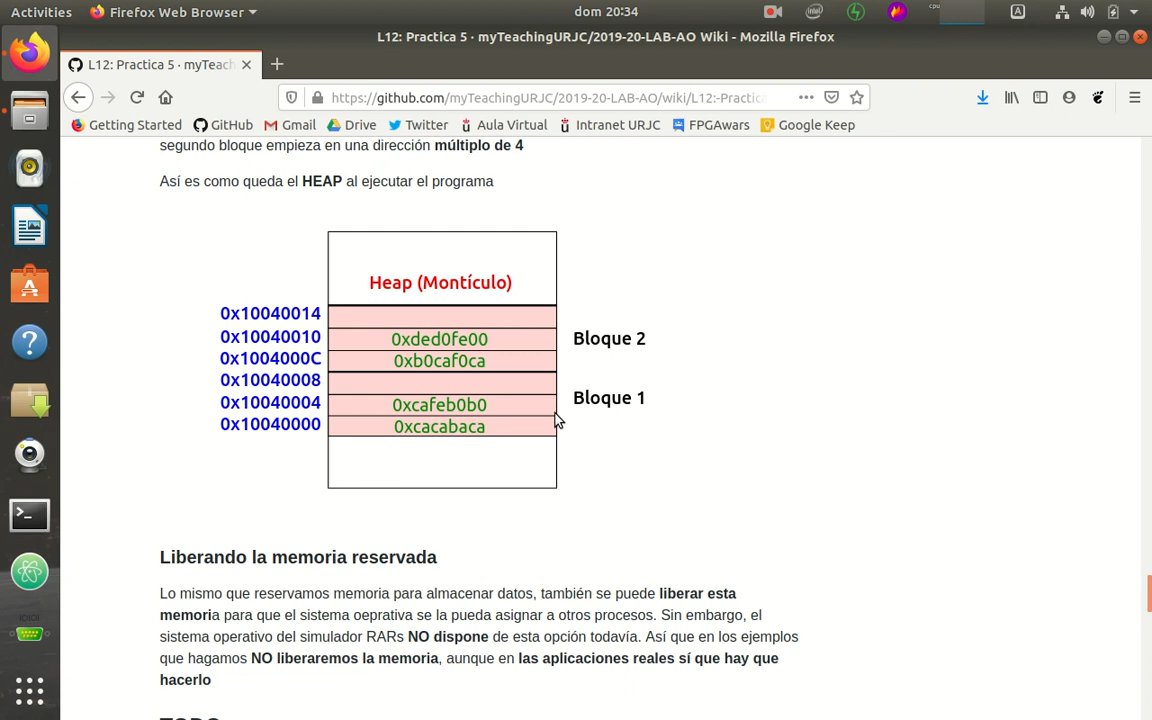 Activities Firefox Web Browser dom 20:34 cpu A
L12: Practica 5 · myTeachingURJC/2019-20-LAB-AO Wiki - Mozilla Firefox
L12: Practica 5 · myTeach
https://github.com/myTeachingURJC/2019-20-LAB-AO/wiki/L12:-Practica
Getting Started GitHub Gmail Drive Twitter Aula Virtual Intranet URJC FPGAwars Google Keep
segundo bloque empieza en una dirección múltiplo de 4
Así es como queda el HEAP al ejecutar el programa
Heap (Montículo)
0x10040014
0x10040010 0xded0fe00 Bloque 2
0x1004000C 0xb0caf0ca
0x10040008
0x10040004 0xcafeb0b0 Bloque 1
0x10040000 0xcacabaca
Liberando la memoria reservada
Lo mismo que reservamos memoria para almacenar datos, también se puede liberar esta
memoria para que el sistema oeprativa se la pueda asignar a otros procesos. Sin embargo, el
sistema operativo del simulador RARs NO dispone de esta opción todavía. Así que en los ejemplos
que hagamos NO liberaremos la memoria, aunque en las aplicaciones reales sí que hay que
hacerlo
TODO